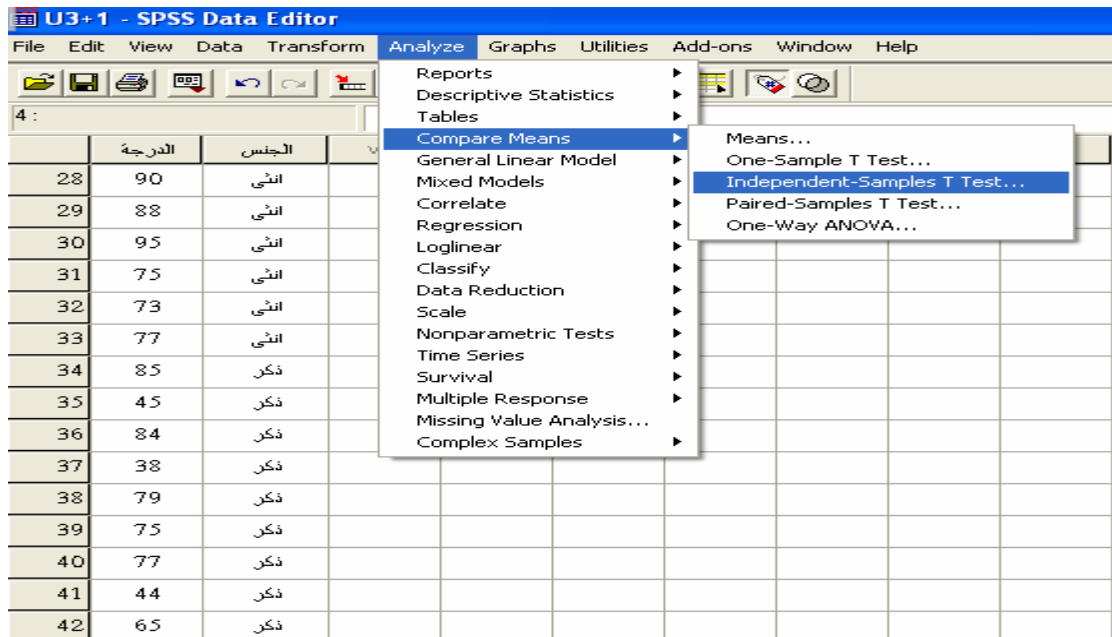 U3+1 - SPSS Data Editor
File Edit View Data Transform Analyze Graphs Utilities Add-ons Window Help
4 :
الدرجة الجنس
28 90 انثى
29 88 انثى
30 95 انثى
31 75 انثى
32 73 انثى
33 77 انثى
34 85 ذكر
35 45 ذكر
36 84 ذكر
37 38 ذكر
38 79 ذكر
39 75 ذكر
40 77 ذكر
41 44 ذكر
42 65 ذكر
Reports
Descriptive Statistics
Tables
Compare Means
General Linear Model
Mixed Models
Correlate
Regression
Loglinear
Classify
Data Reduction
Scale
Nonparametric Tests
Time Series
Survival
Multiple Response
Missing Value Analysis...
Complex Samples
Means...
One-Sample T Test...
Independent-Samples T Test...
Paired-Samples T Test...
One-Way ANOVA...